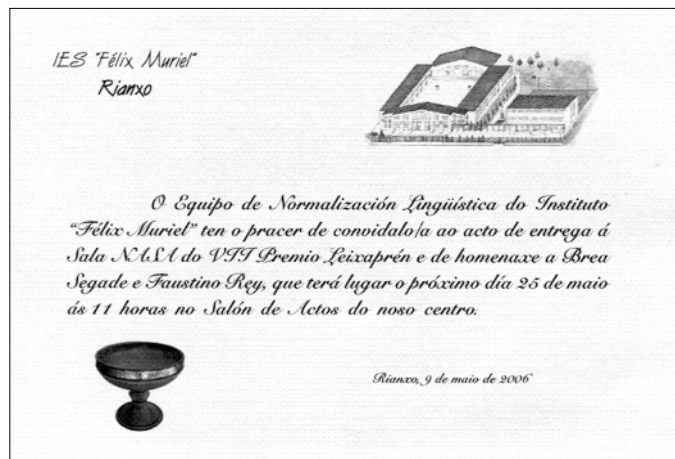 IES "Félix Muriel"
Rianxo
O Equipo de Normalización Lingüística do Instituto
"Félix Muriel" ten o pracer de convidalo/a ao acto de entrega á
Sala NASA do VII Premio Leixaprén e de homenaxe a Brea
Segade e Faustino Rey, que terá lugar o próximo día 25 de maio
ás 11 horas no Salón de Actos do noso centro.
Rianxo, 9 de maio de 2006